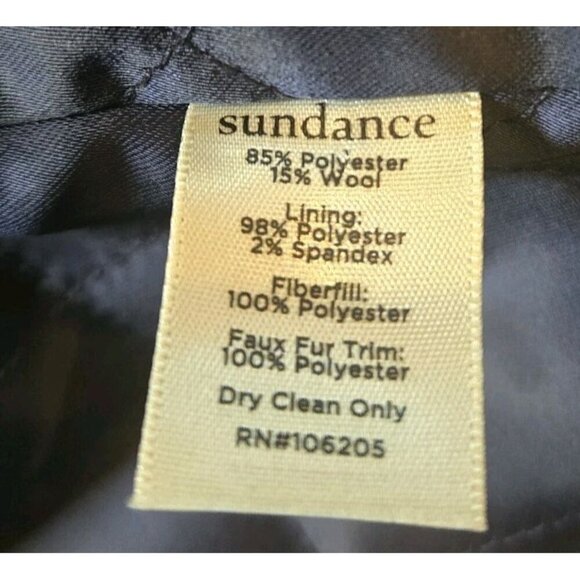 sundance
85% Polyester
15% Wool
Lining:
98% Polyester
2% Spandex
Fiberfill:
100% Polyester
Faux Fur Trim:
100% Polyester
Dry Clean Only
RN#106205